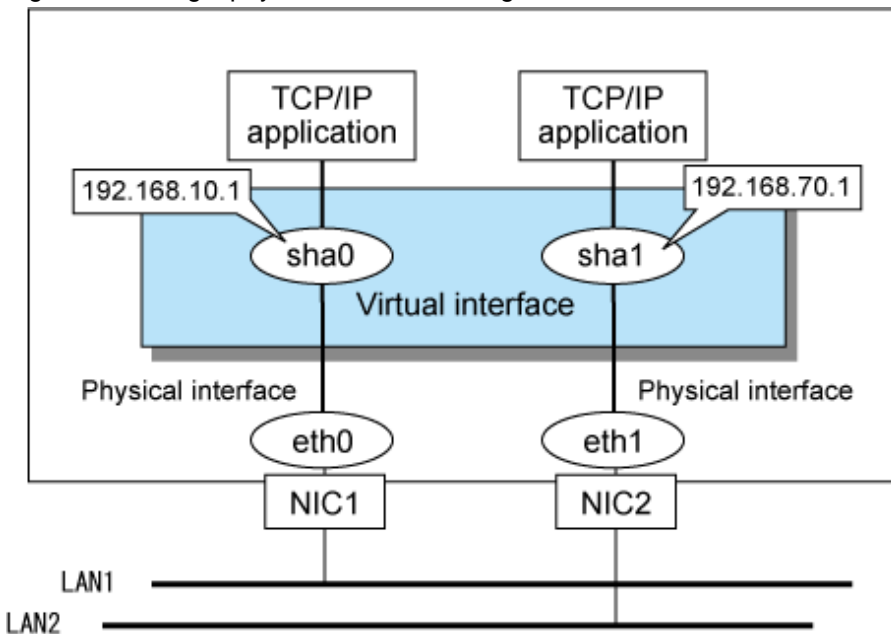 TCP/IP
application
TCP/IP
application
192.168.10.1
192.168.70.1
sha0
sha1
Virtual interface
Physical interface
Physical interface
eth0
eth1
NIC1
NIC2
LAN1
LAN2